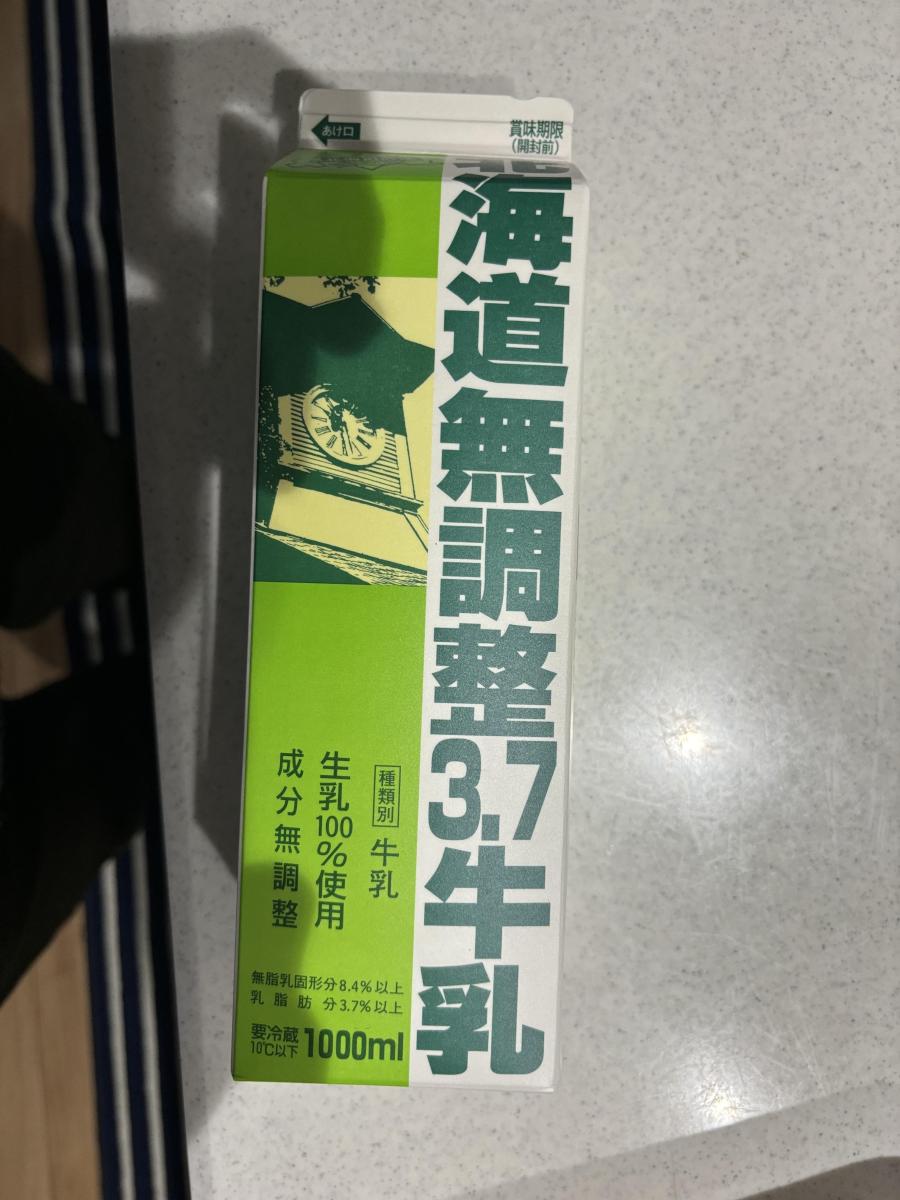 あけ口
賞味期限
(開封前)
北海道無調整3.7牛乳
種類別 牛乳
生乳100%使用
成分無調整
無脂乳固形分8.4%以上
乳脂肪分3.7%以上
要冷蔵
10℃以下
1000ml